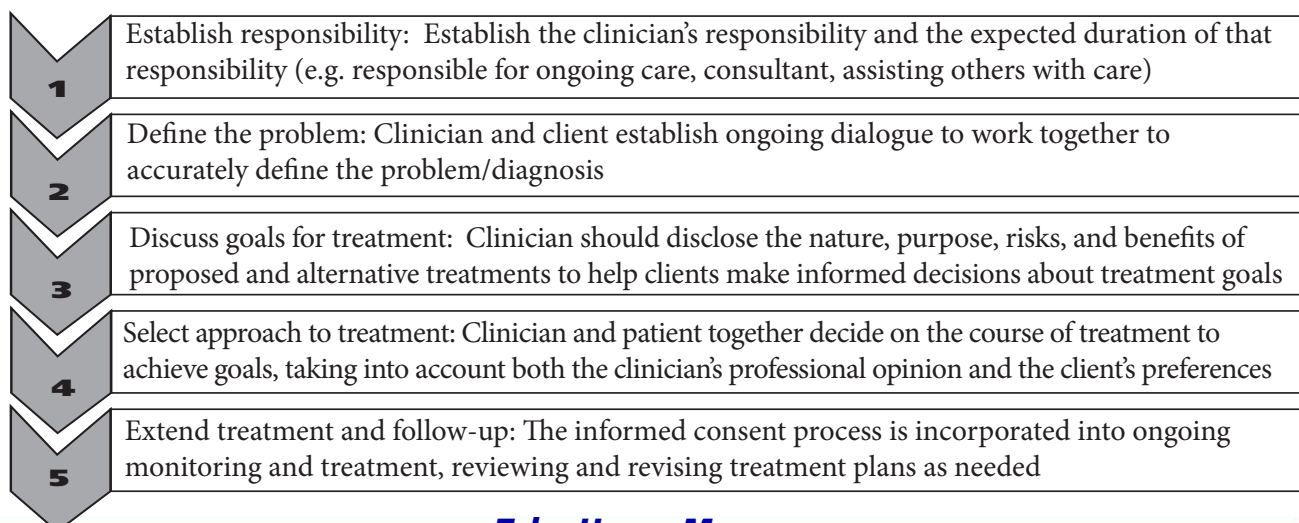 1
Establish responsibility: Establish the clinician’s responsibility and the expected duration of that
responsibility (e.g. responsible for ongoing care, consultant, assisting others with care)
2
Define the problem: Clinician and client establish ongoing dialogue to work together to
accurately define the problem/diagnosis
3
Discuss goals for treatment: Clinician should disclose the nature, purpose, risks, and benefits of
proposed and alternative treatments to help clients make informed decisions about treatment goals
4
Select approach to treatment: Clinician and patient together decide on the course of treatment to
achieve goals, taking into account both the clinician’s professional opinion and the client’s preferences
5
Extend treatment and follow-up: The informed consent process is incorporated into ongoing
monitoring and treatment, reviewing and revising treatment plans as needed